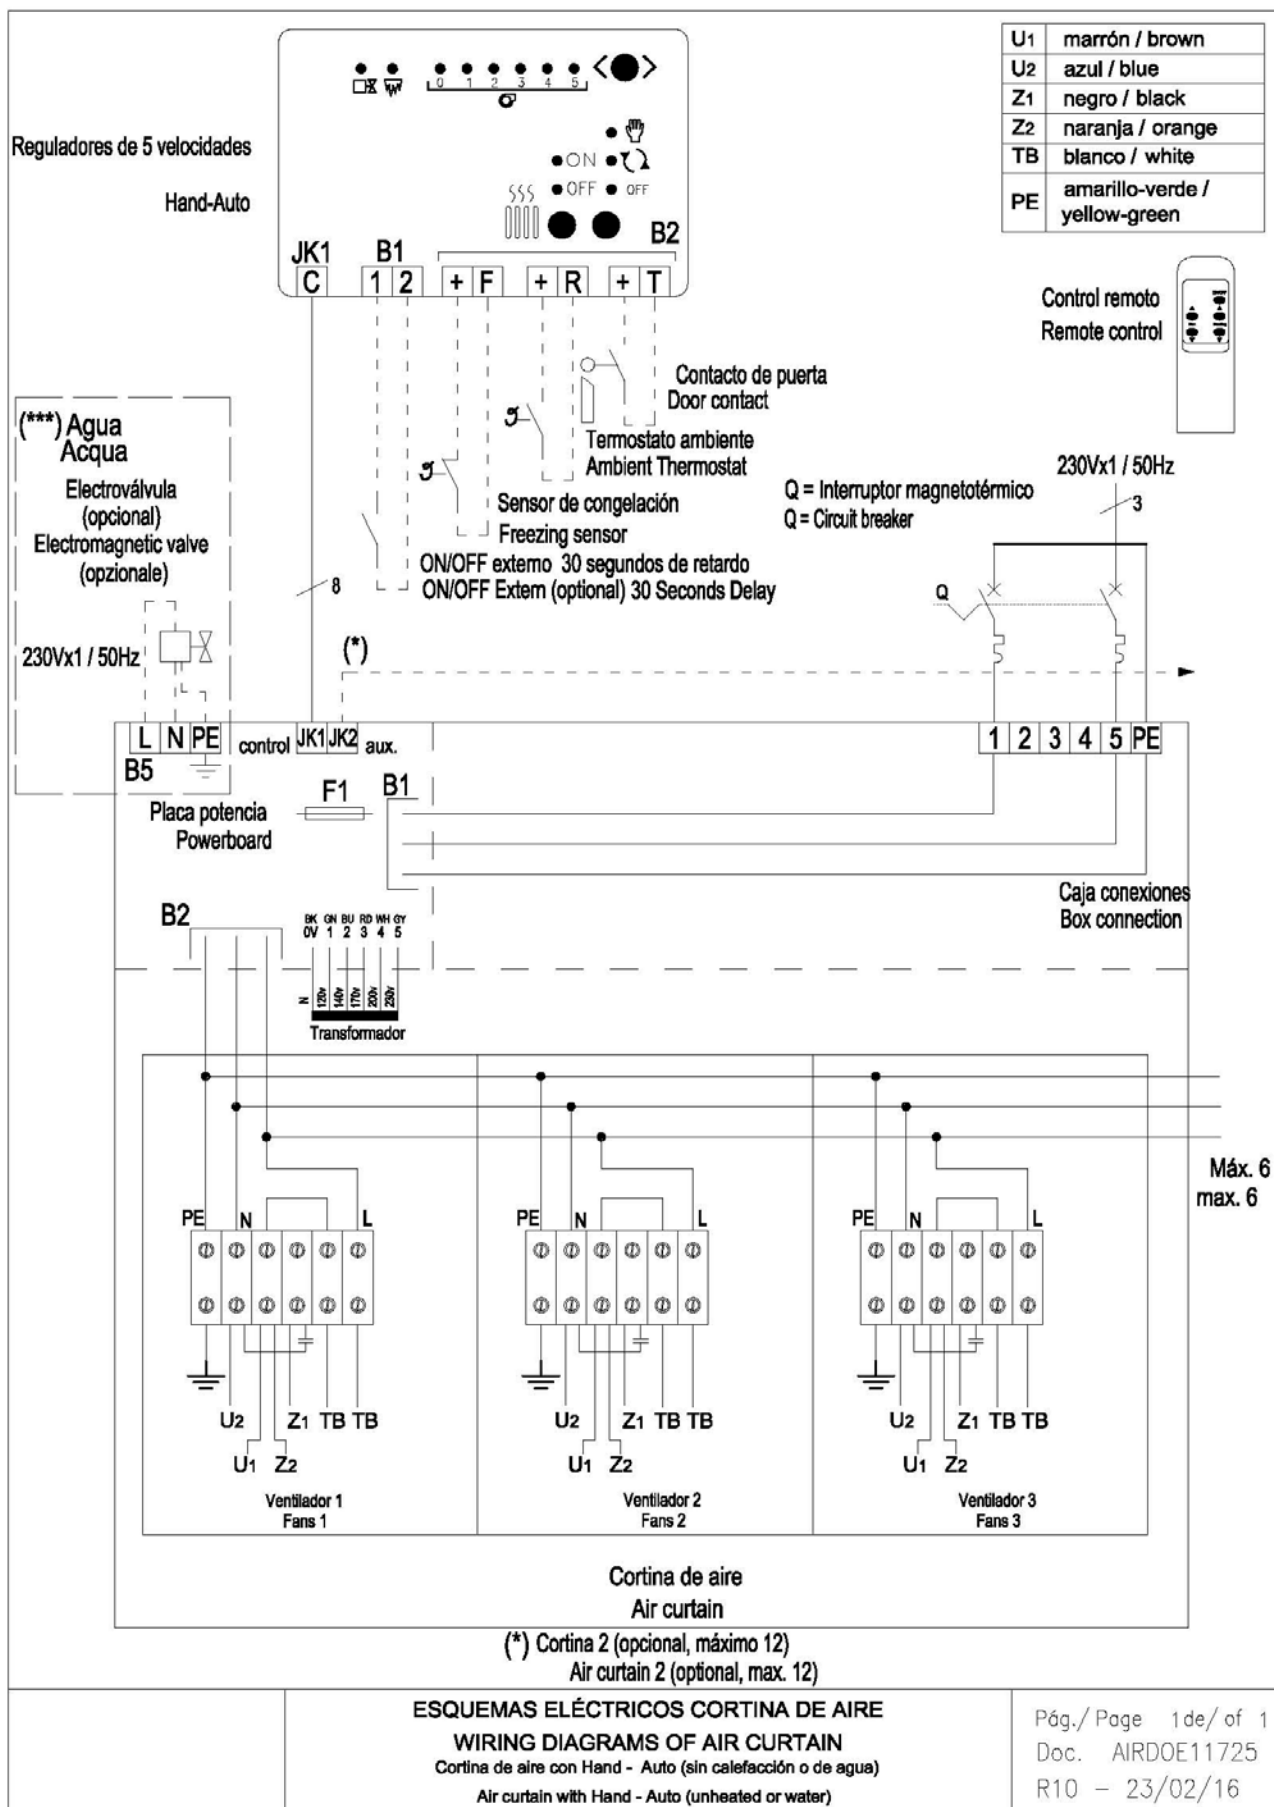 0 1 2 3 4 5
ON
OFF OFF
Reguladores de 5 velocidades
Hand-Auto
JK1 B1 B2
C 1 2 + F + R + T
U1 marrón / brown
U2 azul / blue
Z1 negro / black
Z2 naranja / orange
TB blanco / white
PE amarillo-verde /
yellow-green
Control remoto
Remote control
Contacto de puerta
Door contact
Termostato ambiente
Ambient Thermostat
Sensor de congelación
Freezing sensor
ON/OFF externo 30 segundos de retardo
ON/OFF Extern (optional) 30 Seconds Delay
(***) Agua
Acqua
Electroválvula
(opcional)
Electromagnetic valve
(opzionale)
230Vx1 / 50Hz
8
(*)
230Vx1 / 50Hz
3
Q = Interruptor magnetotérmico
Q = Circuit breaker
Q
L N PE control JK1 JK2 aux.
B5
1 2 3 4 5 PE
F1 B1
Placa potencia
Powerboard
Caja conexiones
Box connection
B2
BK GN BU RD WH GY
0V 1 2 3 4 5
N 120v 140v 170v 200v 230v
Transformador
Máx. 6
max. 6
PE N L PE N L PE N L
U2 Z1 TB TB U2 Z1 TB TB U2 Z1 TB TB
U1 Z2 U1 Z2 U1 Z2
Ventilador 1 Ventilador 2 Ventilador 3
Fans 1 Fans 2 Fans 3
Cortina de aire
Air curtain
(*) Cortina 2 (opcional, máximo 12)
Air curtain 2 (optional, max. 12)
ESQUEMAS ELÉCTRICOS CORTINA DE AIRE
WIRING DIAGRAMS OF AIR CURTAIN
Cortina de aire con Hand - Auto (sin calefacción o de agua)
Air curtain with Hand - Auto (unheated or water)
Pág./Page 1de/of 1
Doc. AIRDOE11725
R10 - 23/02/16